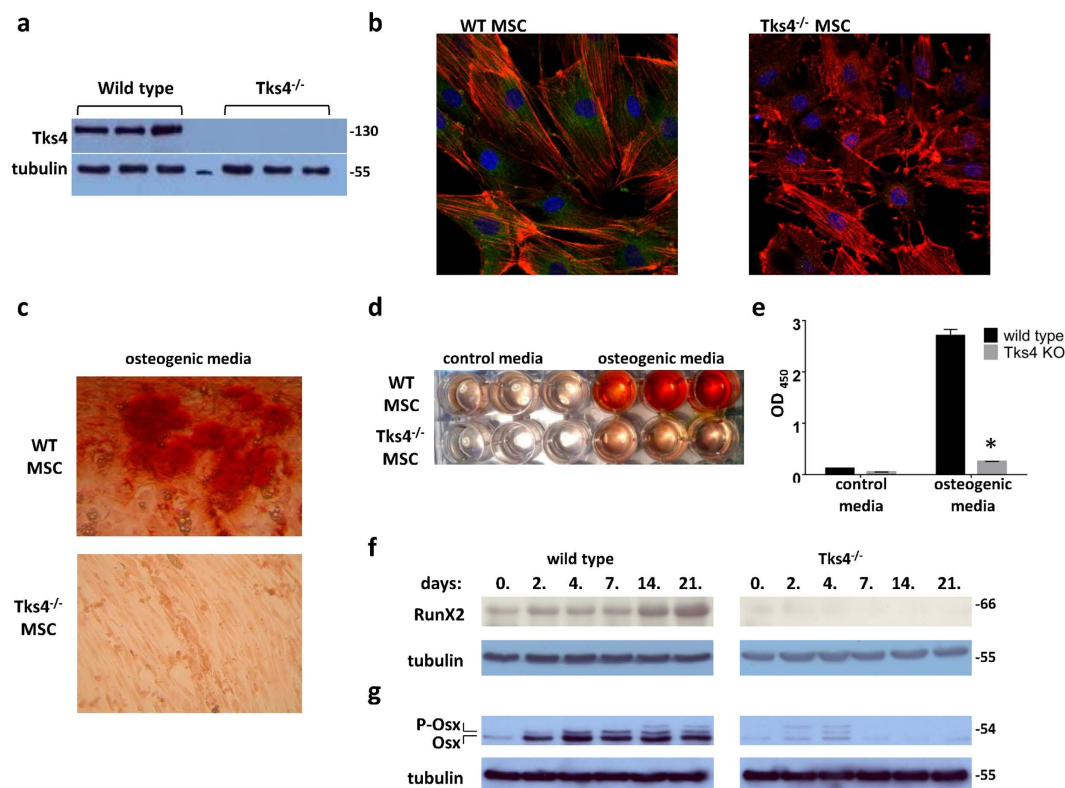 a
Wild type
Tks4-/-
Tks4
-130
tubulin
-55
b
WT MSC
Tks4-/- MSC
c
osteogenic media
WT
MSC
Tks4-/-
MSC
d
control media
osteogenic media
WT
MSC
Tks4-/-
MSC
e
3
2
1
0
OD 450
wild type
Tks4 KO
*
control
media
osteogenic
media
f
wild type
Tks4-/-
days:
0. 2. 4. 7. 14. 21.
0. 2. 4. 7. 14. 21.
RunX2
-66
tubulin
-55
g
P-Osx
Osx
-54
tubulin
-55